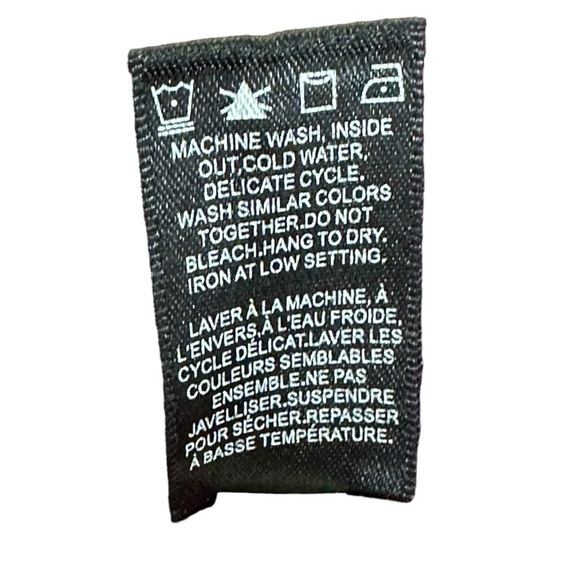 MACHINE WASH, INSIDE
OUT,COLD WATER,
DELICATE CYCLE.
WASH SIMILAR COLORS
TOGETHER.DO NOT
BLEACH.HANG TO DRY.
IRON AT LOW SETTING.
LAVER À LA MACHINE, À
L'ENVERS,À L'EAU FROIDE,
CYCLE DÉLICAT.LAVER LES
COULEURS SEMBLABLES
ENSEMBLE.NE PAS
JAVELLISER.SUSPENDRE
POUR SÉCHER.REPASSER
À BASSE TEMPÉRATURE.